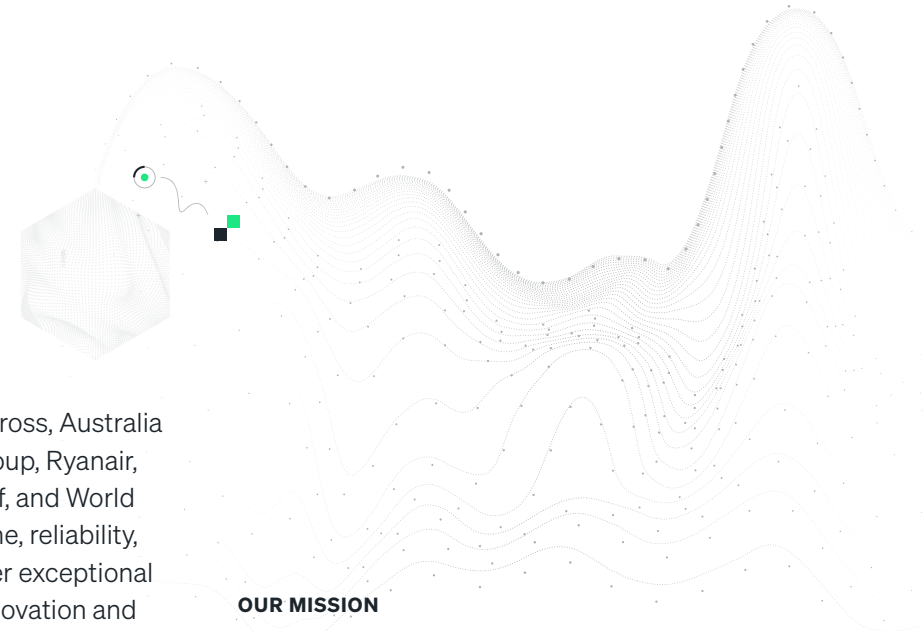 ross, Australia
oup, Ryanair,
f, and World
ne, reliability,
er exceptional
ovation and
OUR MISSION